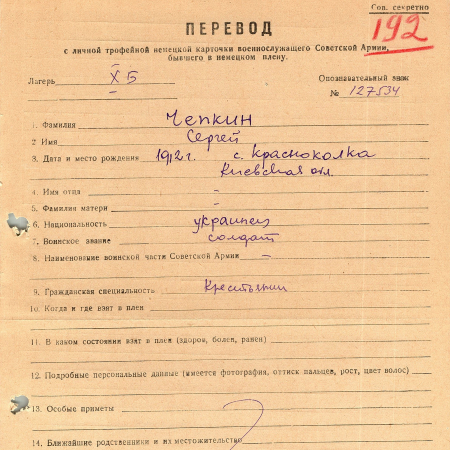 Сов. секретно
192
ПЕРЕВОД
с личной трофейной немецкой карточки военнослужащего Советской Армии,
бывшего в немецком плену.
Лагерь X Б
Опознавательный знак
№ 127534
1. Фамилия Чепкин
2 Имя Сергей
3. Дата и место рождения 1912 г. с. Красноколка
Киевская обл.
4. Имя отца -
5. Фамилия матери -
6. Национальность украинец
7. Воинское звание солдат
8. Наименование воинской части Советской Армии -
9. Гражданская специальность Крестьянин
10. Когда и где взят в плен
11. В каком состоянии взят в плен (здоров, болен, ранен)
12. Подробные персональные данные (имеется фотография, оттиск пальцев, рост, цвет волос)
13. Особые приметы
14. Ближайшие родственники и их местожительство